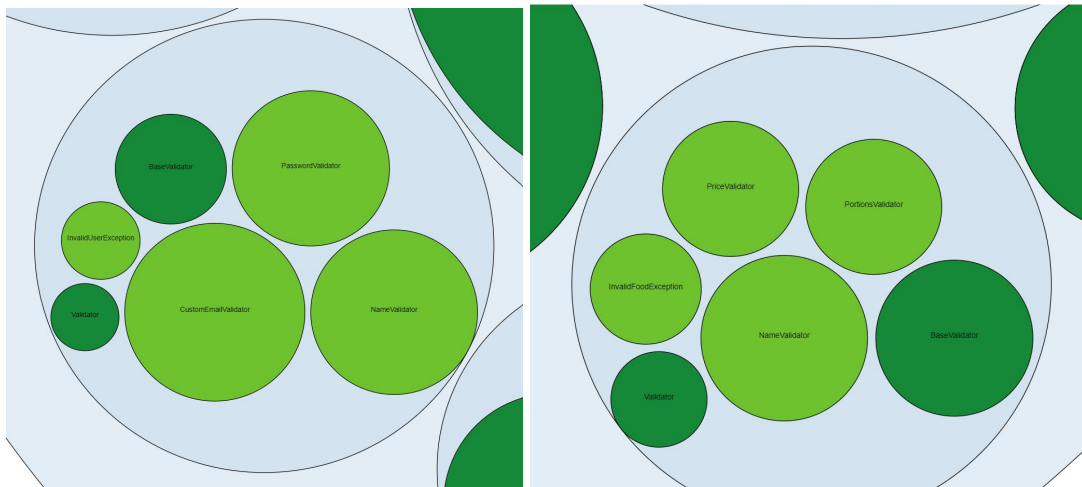 BaseValidator
PasswordValidator
InvalidUserException
Validator
CustomEmailValidator
NameValidator
PriceValidator
PortionsValidator
InvalidFoodException
NameValidator
BaseValidator
Validator